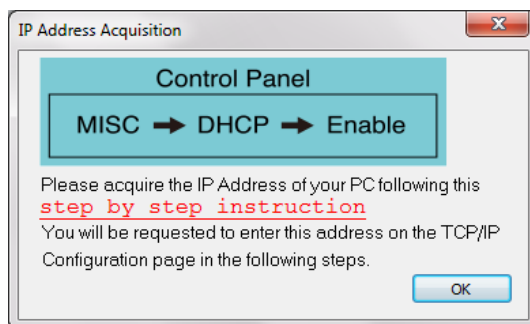 IP Address Acquisition
Control Panel
MISC → DHCP → Enable
Please acquire the IP Address of your PC following this
step by step instruction
You will be requested to enter this address on the TCP/IP
Configuration page in the following steps.
OK